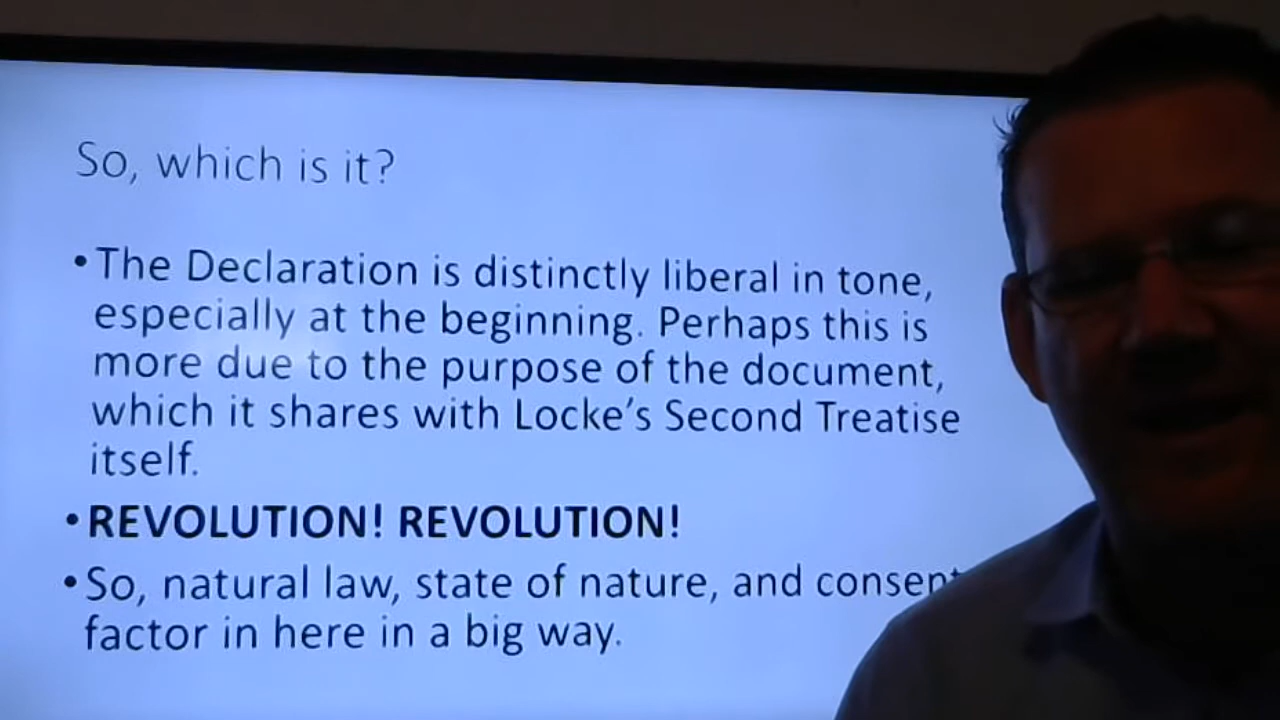 So, which is it?
•The Declaration is distinctly liberal in tone,
especially at the beginning. Perhaps this is
more due to the purpose of the document,
which it shares with Locke’s Second Treatise
itself.
•REVOLUTION! REVOLUTION!
•So, natural law, state of nature, and consent
factor in here in a big way.